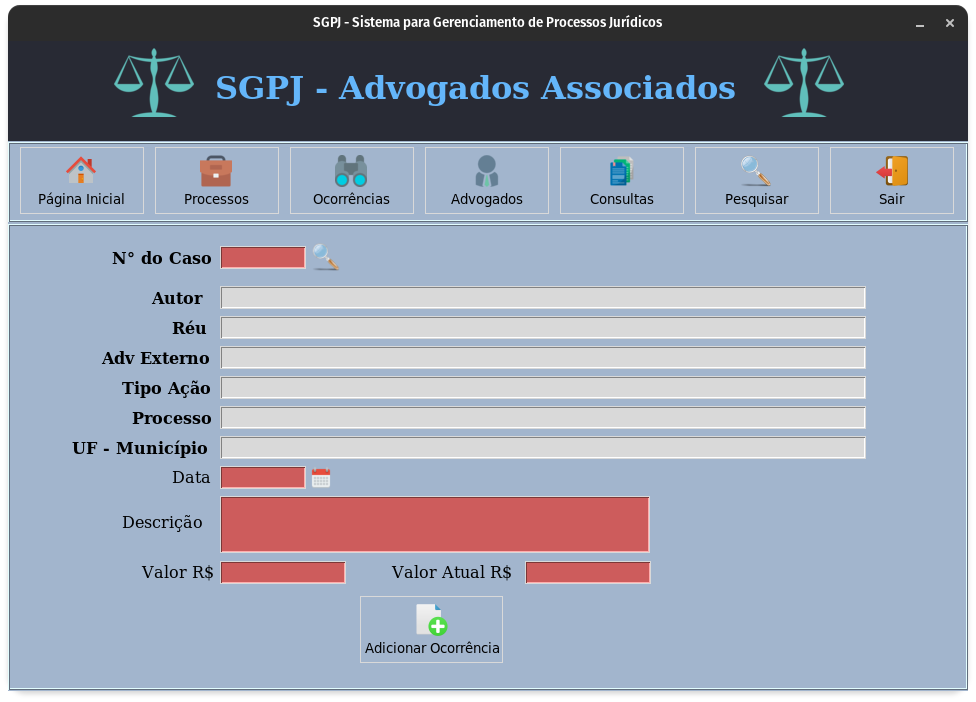 SGPJ - Sistema para Gerenciamento de Processos Jurídicos
SGPJ - Advogados Associados
Página Inicial
Processos
Ocorrências
Advogados
Consultas
Pesquisar
Sair
N° do Caso
Autor
Réu
Adv Externo
Tipo Ação
Processo
UF - Município
Data
Descrição
Valor R$
Valor Atual R$
Adicionar Ocorrência